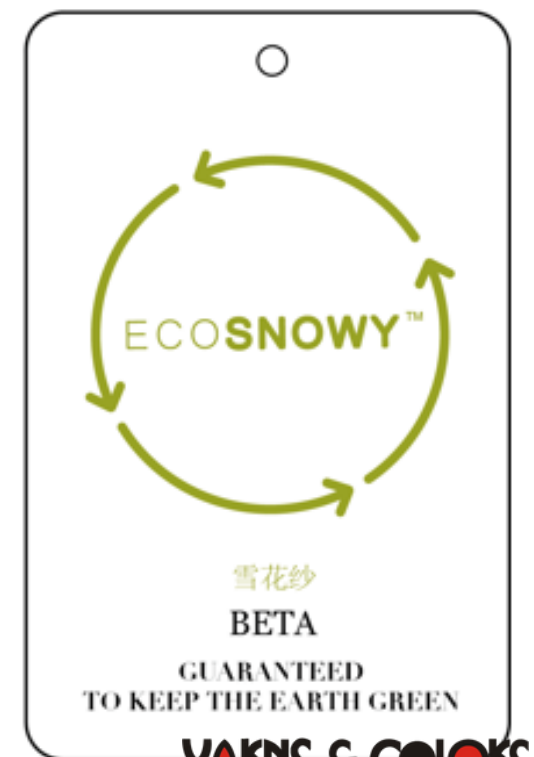 ECOSNOWY™
雪花纱
BETA
GUARANTEED
TO KEEP THE EARTH GREEN